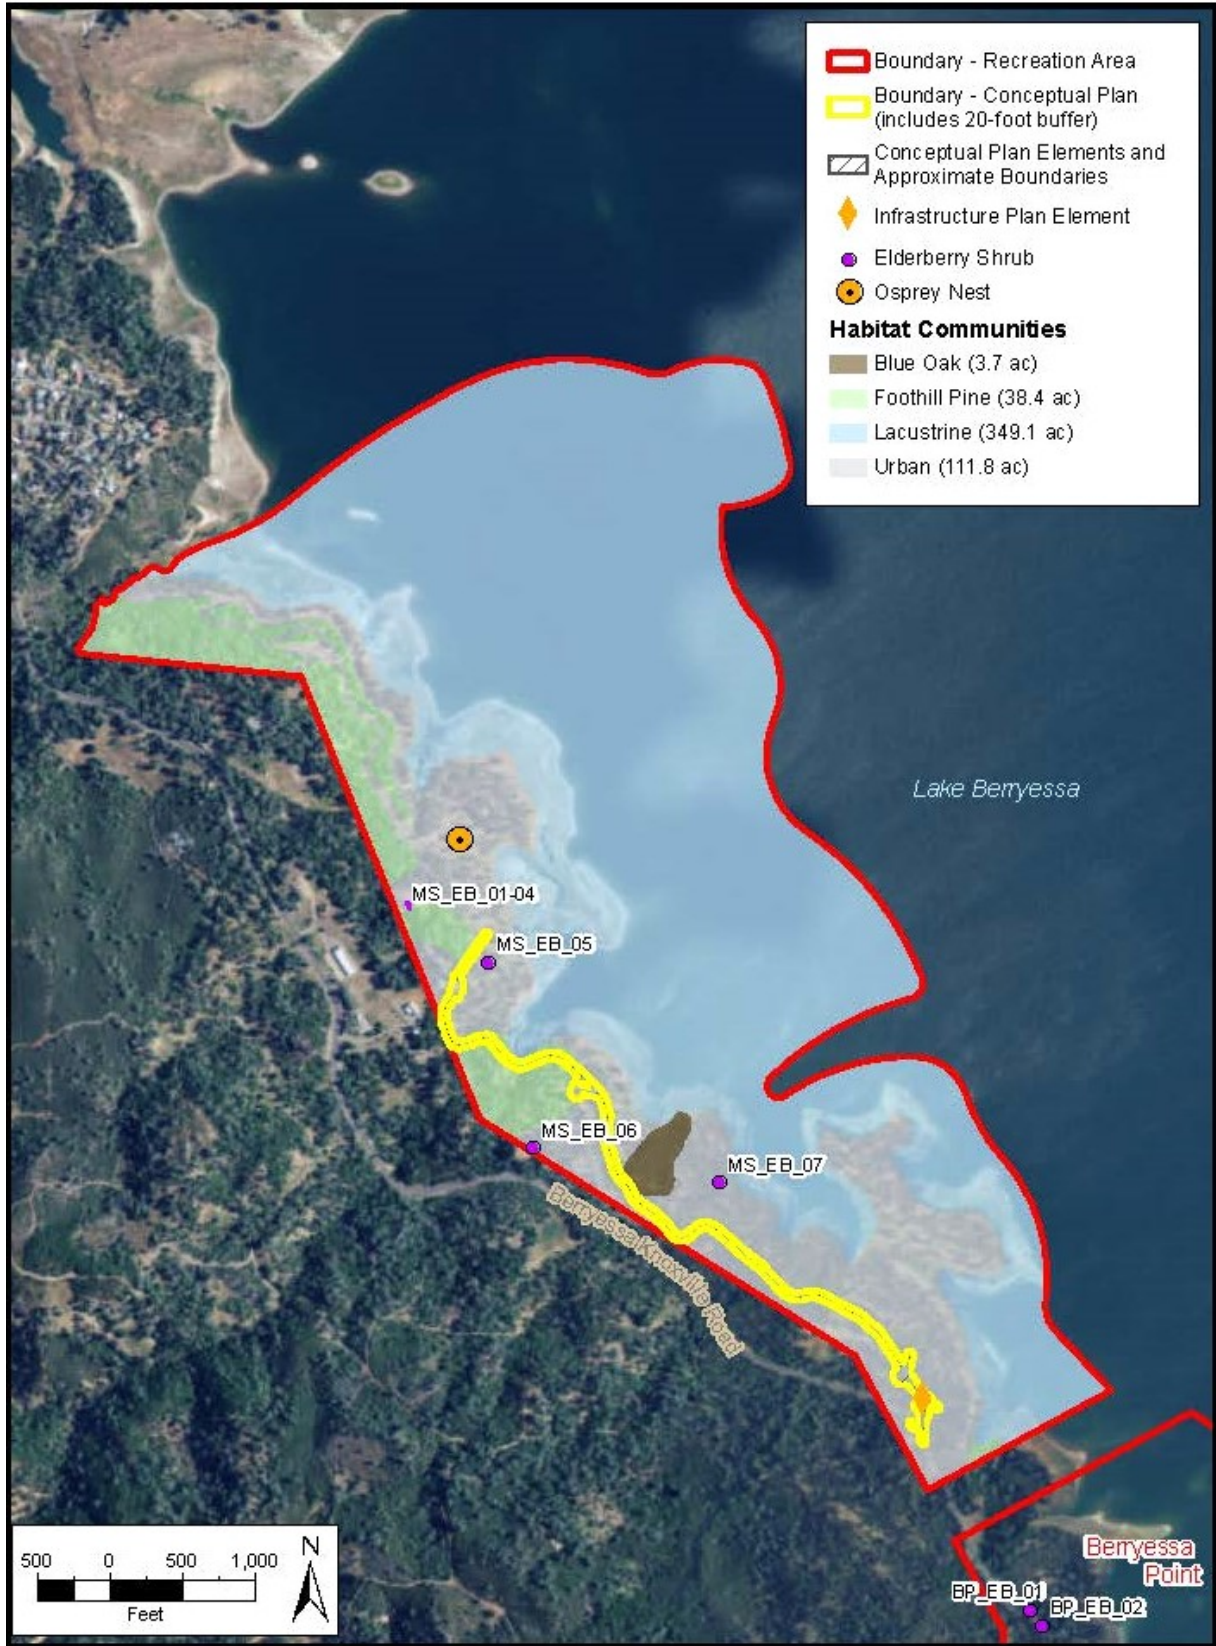 Boundary - Recreation Area
Boundary - Conceptual Plan
(includes 20-foot buffer)
Conceptual Plan Elements and
Approximate Boundaries
Infrastructure Plan Element
Elderberry Shrub
Osprey Nest
Habitat Communities
Blue Oak (3.7 ac)
Foothill Pine (38.4 ac)
Lacustrine (349.1 ac)
Urban (111.8 ac)
Lake Berryessa
MS_EB_01-04
MS_EB_05
MS_EB_06
MS_EB_07
Berryessa Knoxville Road
Berryessa
Point
BP_EB_01
BP_EB_02
500 0 500 1,000
Feet
N